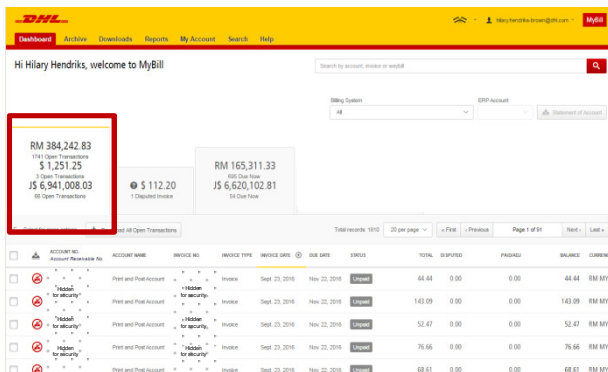 DHL
hilary.hendriks-brown@dhl.com MyBill
Dashboard Archive Downloads Reports My Account Search Help
Hi Hilary Hendriks, welcome to MyBill
Search by account, invoice or waybill
Billing System ERP Account
All Statement of Account
RM 384,242.83
1741 Open Transactions
$ 1,251.25
3 Open Transactions
J$ 6,941,008.03
66 Open Transactions
$ 112.20
1 Disputed Invoice
RM 165,311.33
695 Due Now
J$ 6,620,102.81
54 Due Now
All Open Transactions Total records: 1810 20 per page « First ‹ Previous Page 1 of 91 Next › Last »
ACCOUNT NO. ACCOUNT NAME INVOICE NO. INVOICE TYPE INVOICE DATE DUE DATE STATUS TOTAL DISPUTED PAID/ADJ BALANCE
Account Receivable No.
Hidden for security Print and Post Account Hidden for security Invoice Sept. 23, 2016 Nov. 22, 2016 Unpaid 44.44 0.00 0.00 44.44 RM MY
Print and Post Account Invoice Sept. 23, 2016 Nov. 22, 2016 Unpaid 143.09 0.00 0.00 143.09 RM MY
Hidden for security Print and Post Account Hidden for security Invoice Sept. 23, 2016 Nov. 22, 2016 Unpaid 52.47 0.00 0.00 52.47 RM MY
Hidden for security Print and Post Account Hidden for security Invoice Sept. 23, 2016 Nov. 22, 2016 Unpaid 76.66 0.00 0.00 76.66 RM MY
Print and Post Account Invoice Sept. 23, 2016 Nov. 22, 2016 Unpaid 68.61 0.00 0.00 68.61 RM MY